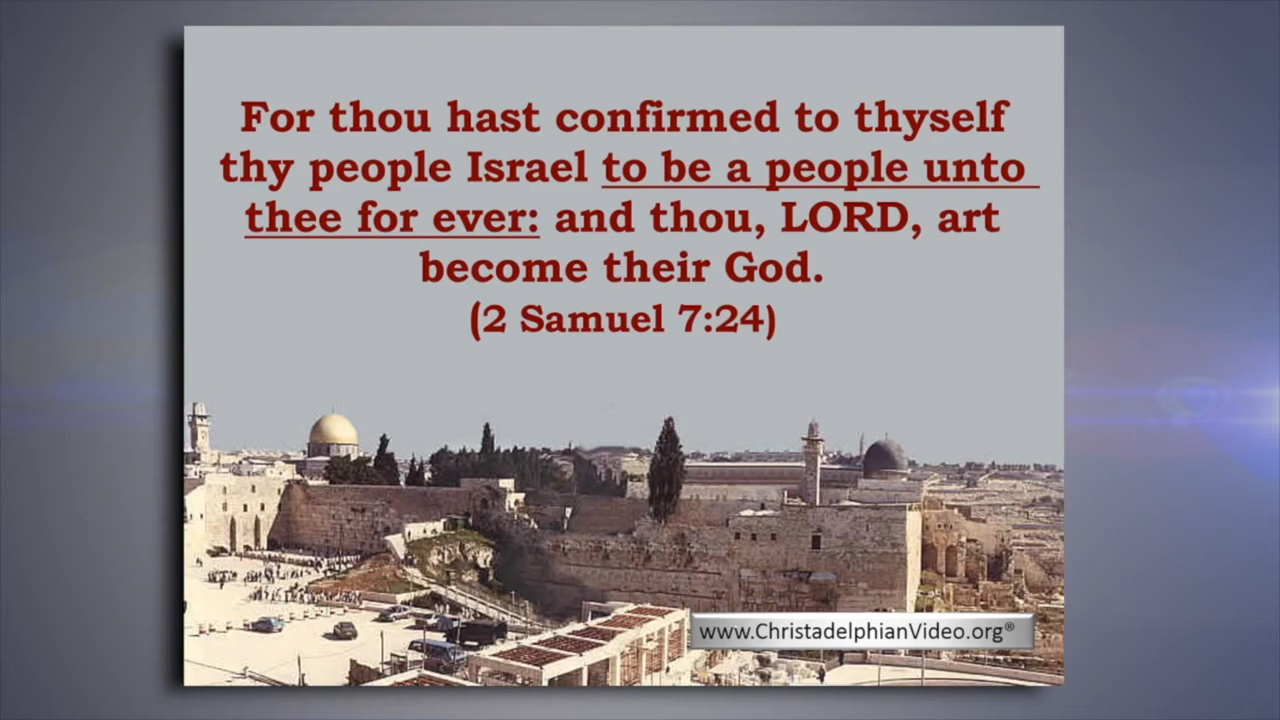 For thou hast confirmed to thyself
thy people Israel to be a people unto
thee for ever: and thou, LORD, art
become their God.
(2 Samuel 7:24)
www.ChristadelphianVideo.org®